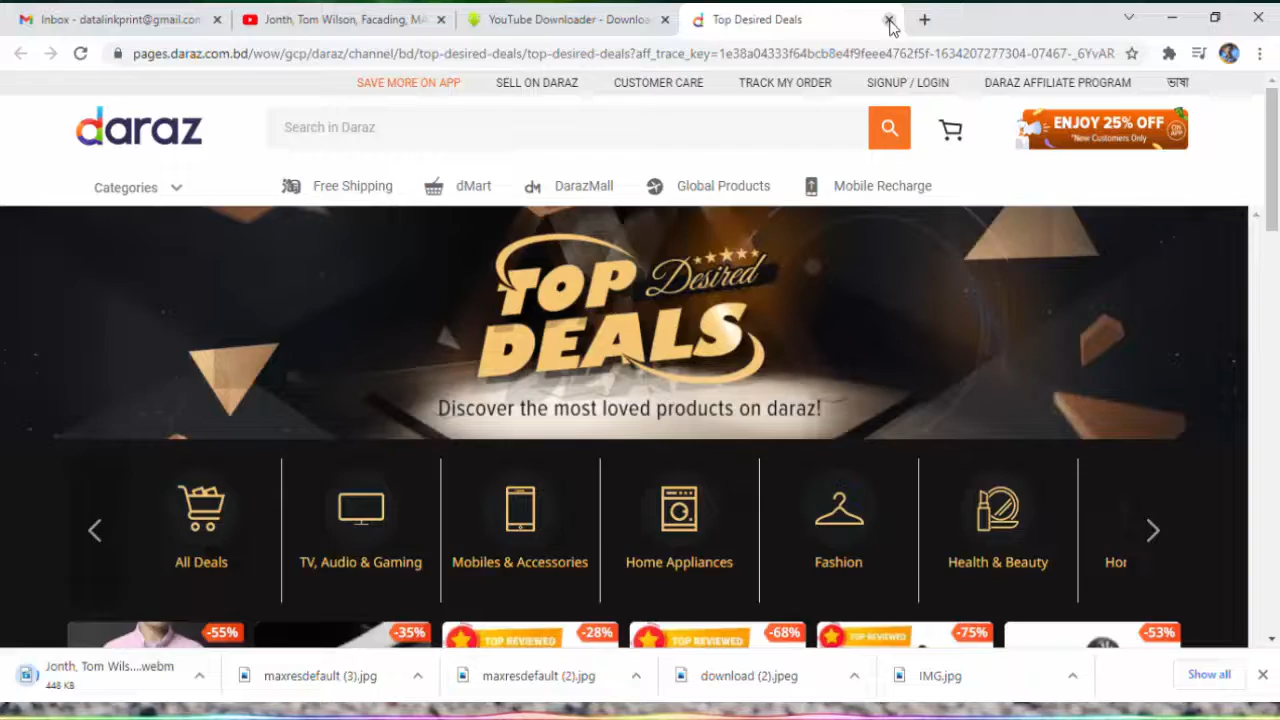 Inbox - datalinkprint@gmail.com
Jonth, Tom Wilson, Facading, MA
YouTube Downloader - Downloa
Top Desired Deals
pages.daraz.com.bd/wow/gcp/daraz/channel/bd/top-desired-deals/top-desired-deals?aff_trace_key=1e38a04333f64bcb8e4f9feee4762f5f-1634207277304-07467-_6YvAR
SAVE MORE ON APP
SELL ON DARAZ
CUSTOMER CARE
TRACK MY ORDER
SIGNUP / LOGIN
DARAZ AFFILIATE PROGRAM
ভাষা
daraz
Search in Daraz
ENJOY 25% OFF
*New Customers Only
ON APP
Categories
Free Shipping
dMart
DarazMall
Global Products
Mobile Recharge
TOP Desired
DEALS
Discover the most loved products on daraz!
All Deals
TV, Audio & Gaming
Mobiles & Accessories
Home Appliances
Fashion
Health & Beauty
Hor
-55%
-35%
TOP REVIEWED
-28%
TOP REVIEWED
-68%
TOP REVIEWED
-75%
-53%
Jonth, Tom Wils....webm
448 KB
maxresdefault (3).jpg
maxresdefault (2).jpg
download (2).jpeg
IMG.jpg
Show all